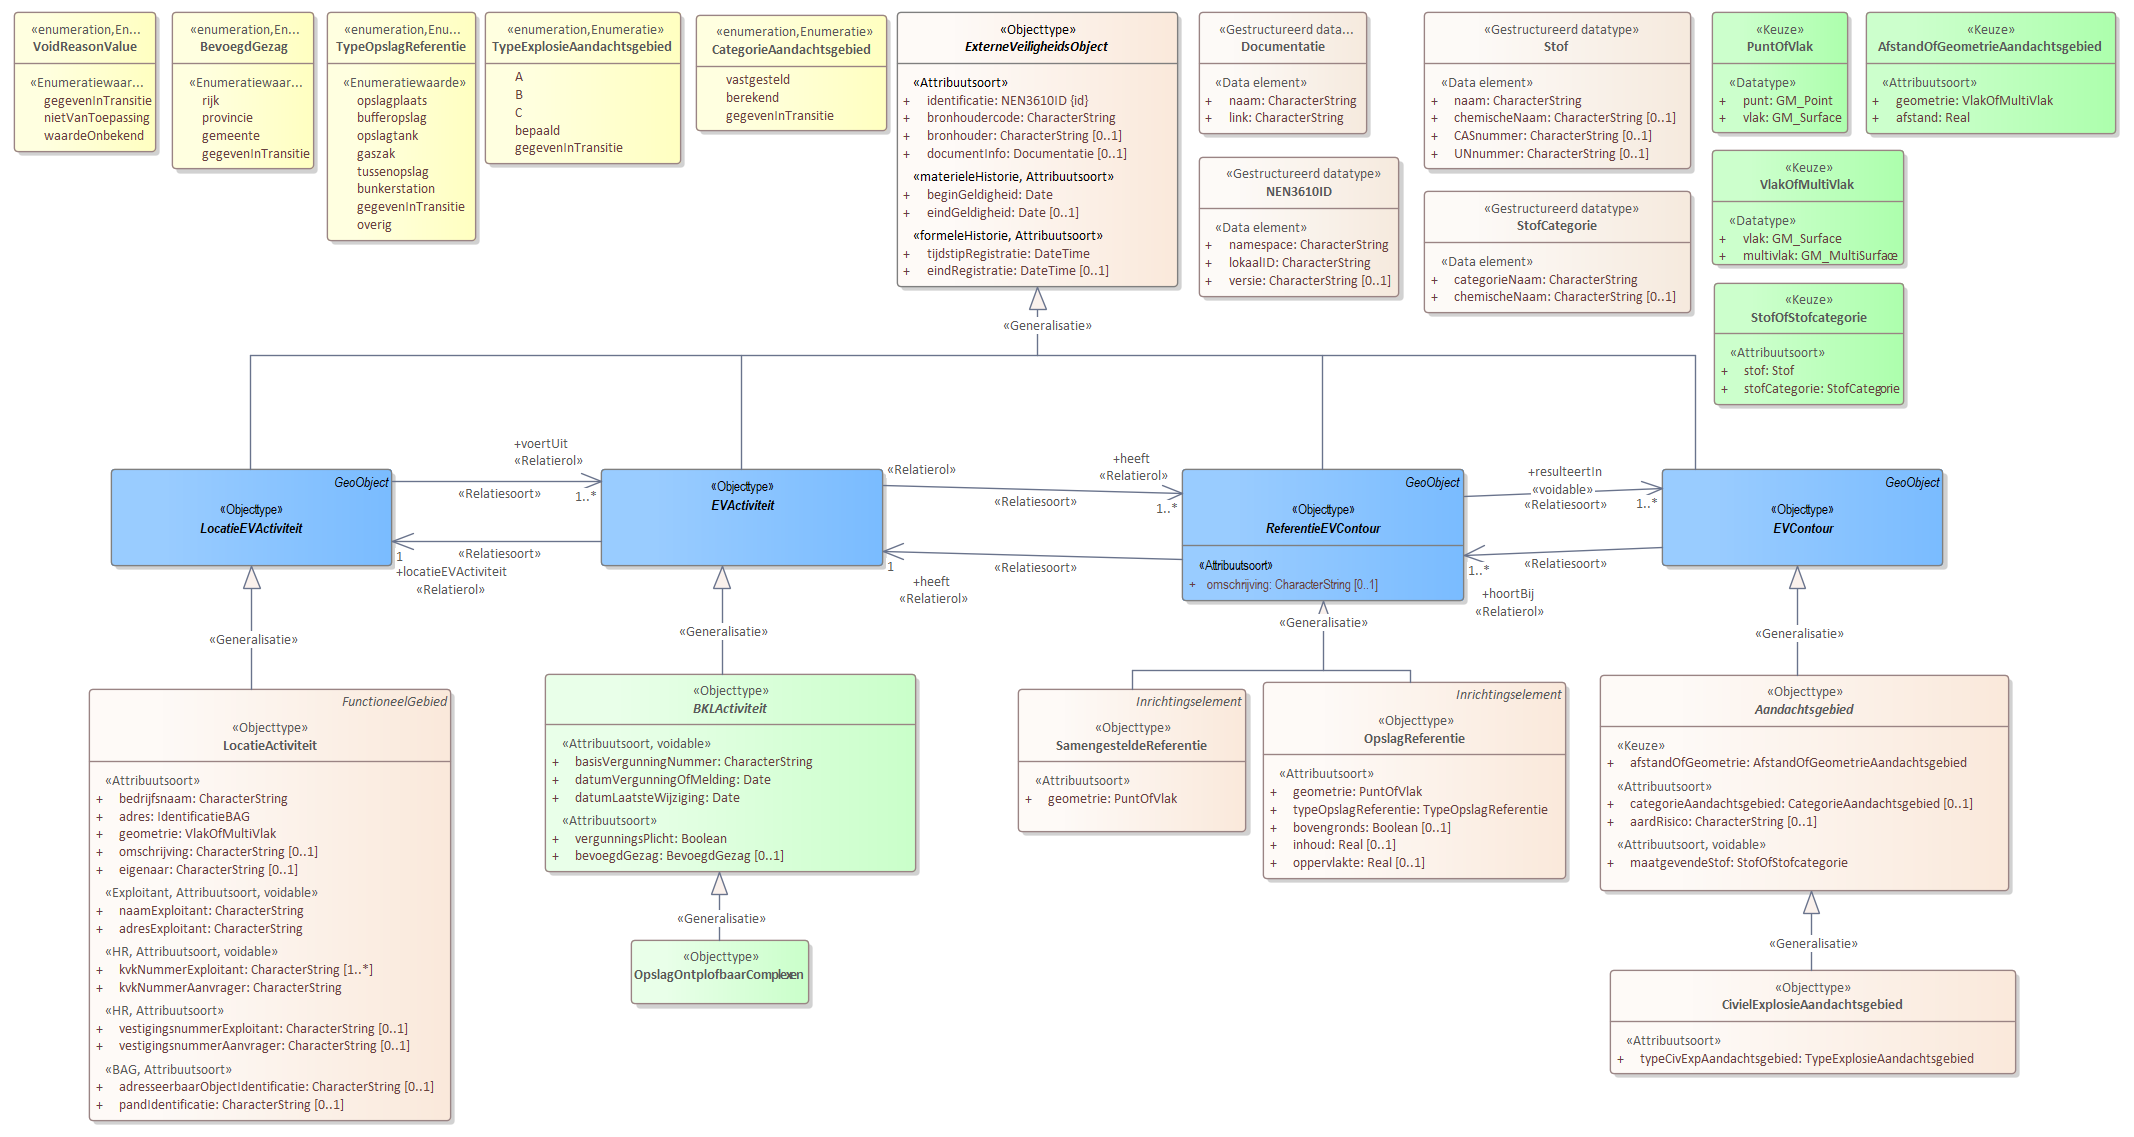 «enumeration,En...
VoidReasonValue
«Enumeratiewaar...
gegevenInTransitie
nietVanToepassing
waardeOnbekend
«enumeration,En...
BevoegdGezag
«Enumeratiewaar...
rijk
provincie
gemeente
gegevenInTransitie
«enumeration,Enu...
TypeOpslagReferentie
«Enumeratiewaarde»
opslagplaats
bufferopslag
opslagtank
gaszak
tussenopslag
bunkerstation
gegevenInTransitie
overig
«enumeration,Enumeratie»
TypeExplosieAandachtsgebied
A
B
C
bepaald
gegevenInTransitie
«enumeration,Enumeratie»
CategorieAandachtsgebied
vastgesteld
berekend
gegevenInTransitie
«Objecttype»
ExterneVeiligheidsObject
«Attribuutsoort»
+ identificatie: NEN3610ID {id}
+ bronhoudercode: CharacterString
+ bronhouder: CharacterString [0..1]
+ documentInfo: Documentatie [0..1]
«materieleHistorie, Attribuutsoort»
+ beginGeldigheid: Date
+ eindGeldigheid: Date [0..1]
«formeleHistorie, Attribuutsoort»
+ tijdstipRegistratie: DateTime
+ eindRegistratie: DateTime [0..1]
«Gestructureerd data...
Documentatie
«Data element»
+ naam: CharacterString
+ link: CharacterString
«Gestructureerd datatype»
NEN3610ID
«Data element»
+ namespace: CharacterString
+ lokaalID: CharacterString
+ versie: CharacterString [0..1]
«Gestructureerd datatype»
Stof
«Data element»
+ naam: CharacterString
+ chemischeNaam: CharacterString [0..1]
+ CASnummer: CharacterString [0..1]
+ UNnummer: CharacterString [0..1]
«Gestructureerd datatype»
StofCategorie
«Data element»
+ categorieNaam: CharacterString
+ chemischeNaam: CharacterString [0..1]
«Keuze»
PuntOfVlak
«Datatype»
+ punt: GM_Point
+ vlak: GM_Surface
«Keuze»
AfstandOfGeometrieAandachtsgebied
«Attribuutsoort»
+ geometrie: VlakOfMultiVlak
+ afstand: Real
«Keuze»
VlakOfMultiVlak
«Datatype»
+ vlak: GM_Surface
+ multivlak: GM_MultiSurface
«Keuze»
StofOfStofcategorie
«Attribuutsoort»
+ stof: Stof
+ stofCategorie: StofCategorie
«Generalisatie»
GeoObject
«Objecttype»
LocatieEVActiviteit
+voertUit
«Relatierol»
«Relatiesoort»
1..*
«Relatiesoort»
1
+locatieEVActiviteit
«Relatierol»
«Objecttype»
EVActiviteit
«Relatierol»
+heeft
«Relatierol»
«Relatiesoort»
1..*
1
«Relatiesoort»
+heeft
«Relatierol»
GeoObject
«Objecttype»
ReferentieEVContour
«Attribuutsoort»
+ omschrijving: CharacterString [0..1]
+resulteertIn
«voidable»
«Relatiesoort»
1..*
«Relatiesoort»
1..*
+hoortBij
«Relatierol»
GeoObject
«Objecttype»
EVContour
«Generalisatie»
«Generalisatie»
«Generalisatie»
«Generalisatie»
FunctioneelGebied
«Objecttype»
LocatieActiviteit
«Attribuutsoort»
+ bedrijfsnaam: CharacterString
+ adres: IdentificatieBAG
+ geometrie: VlakOfMultiVlak
+ omschrijving: CharacterString [0..1]
+ eigenaar: CharacterString [0..1]
«Exploitant, Attribuutsoort, voidable»
+ naamExploitant: CharacterString
+ adresExploitant: CharacterString
«HR, Attribuutsoort, voidable»
+ kvkNummerExploitant: CharacterString [1..*]
+ kvkNummerAanvrager: CharacterString
«HR, Attribuutsoort»
+ vestigingsnummerExploitant: CharacterString [0..1]
+ vestigingsnummerAanvrager: CharacterString [0..1]
«BAG, Attribuutsoort»
+ adresseerbaarObjectIdentificatie: CharacterString [0..1]
+ pandIdentificatie: CharacterString [0..1]
«Objecttype»
BKLActiviteit
«Attribuutsoort, voidable»
+ basisVergunningNummer: CharacterString
+ datumVergunningOfMelding: Date
+ datumLaatsteWijziging: Date
«Attribuutsoort»
+ vergunningsPlicht: Boolean
+ bevoegdGezag: BevoegdGezag [0..1]
«Generalisatie»
«Objecttype»
OpslagOntplofbaarComplexen
Inrichtingselement
«Objecttype»
SamengesteldeReferentie
«Attribuutsoort»
+ geometrie: PuntOfVlak
Inrichtingselement
«Objecttype»
OpslagReferentie
«Attribuutsoort»
+ geometrie: PuntOfVlak
+ typeOpslagReferentie: TypeOpslagReferentie
+ bovengronds: Boolean [0..1]
+ inhoud: Real [0..1]
+ oppervlakte: Real [0..1]
«Objecttype»
Aandachtsgebied
«Keuze»
+ afstandOfGeometrie: AfstandOfGeometrieAandachtsgebied
«Attribuutsoort»
+ categorieAandachtsgebied: CategorieAandachtsgebied [0..1]
+ aardRisico: CharacterString [0..1]
«Attribuutsoort, voidable»
+ maatgevendeStof: StofOfStofcategorie
«Generalisatie»
«Objecttype»
CivielExplosieAandachtsgebied
«Attribuutsoort»
+ typeCivExpAandachtsgebied: TypeExplosieAandachtsgebied